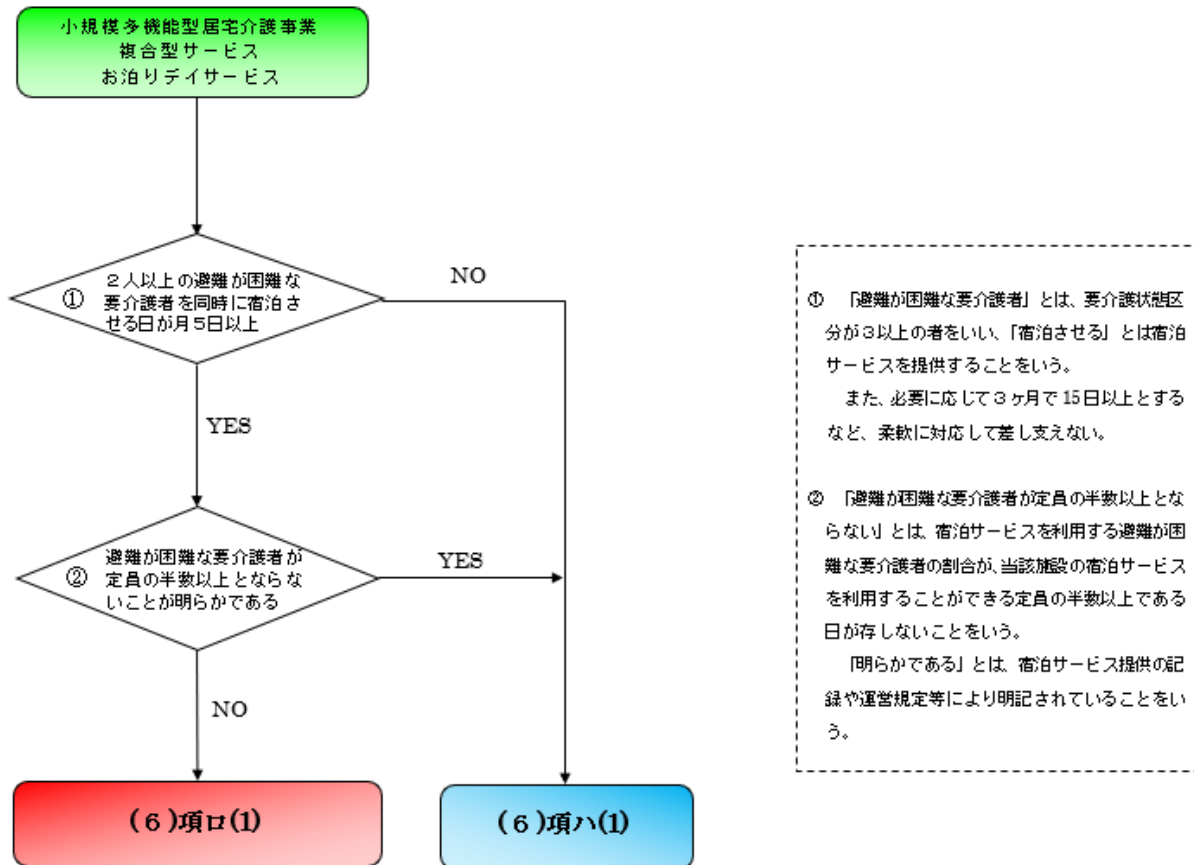 小規模多機能型居宅介護事業
複合型サービス
お泊りデイサービス
① 2人以上の避難が困難な
要介護者を同時に宿泊さ
せる日が月5日以上
NO
YES
② 避難が困難な要介護者が
定員の半数以上とならな
いことが明らかである
YES
NO
(6)項ロ(1)
(6)項ハ(1)
① 「避難が困難な要介護者」とは、要介護状態区
分が3以上の者をいい、「宿泊させる」とは宿泊
サービスを提供することをいう。
また、必要に応じて3ヶ月で15日以上とする
など、柔軟に対応して差し支えない。
② 「避難が困難な要介護者が定員の半数以上とな
らない」とは、宿泊サービスを利用する避難が困
難な要介護者の割合が、当該施設の宿泊サービス
を利用することができる定員の半数以上である
日が存しないことをいう。
「明らかである」とは、宿泊サービス提供の記
録や運営規定等により明記されていることをい
う。